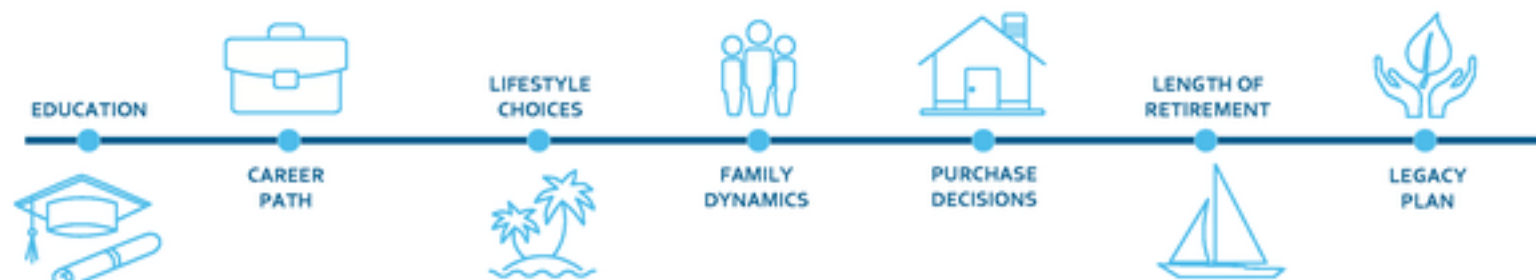 EDUCATION
CAREER
PATH
LIFESTYLE
CHOICES
FAMILY
DYNAMICS
PURCHASE
DECISIONS
LENGTH OF
RETIREMENT
LEGACY
PLAN